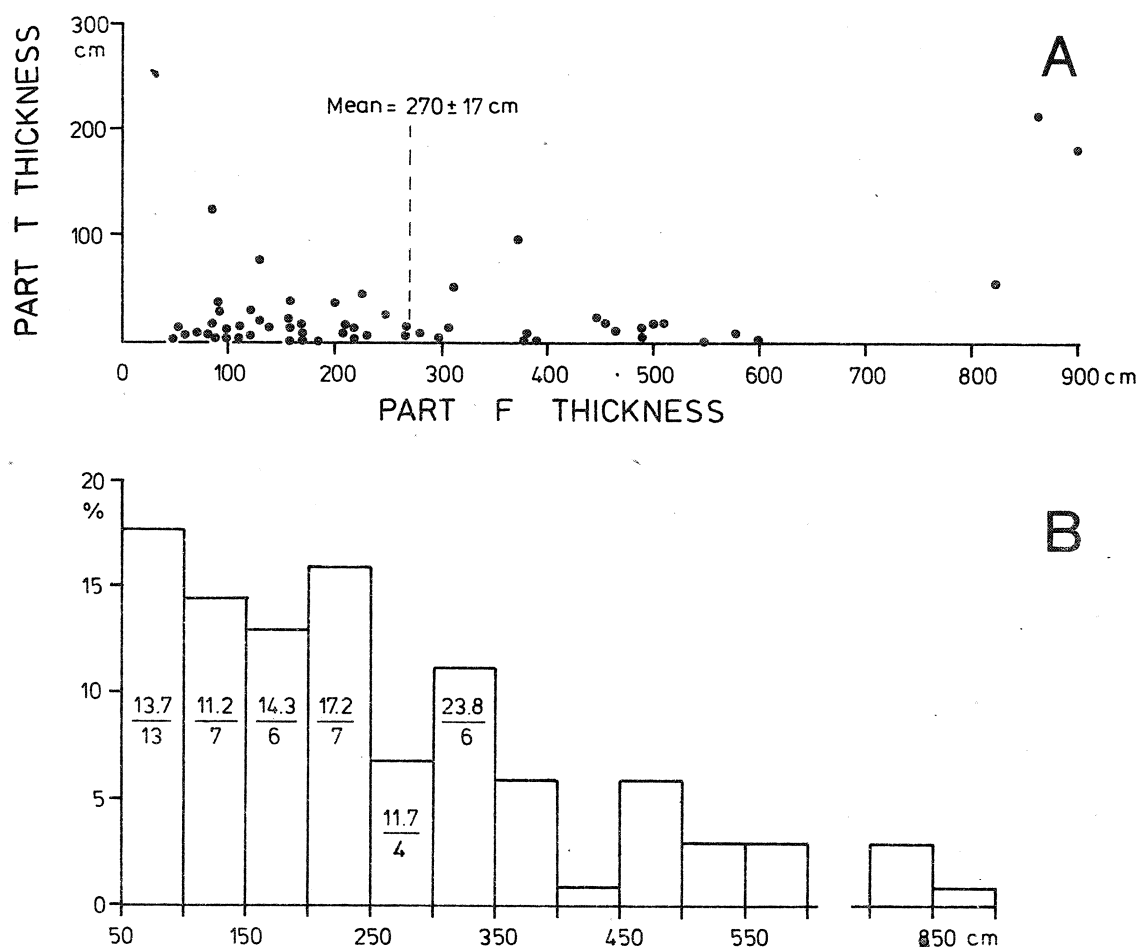 A
300
cm
200
100
PART T THICKNESS
Mean = 270 ± 17 cm
0 100 200 300 400 500 600 700 800 900 cm
PART F THICKNESS
B
20
%
15
10
5
0
13.7
13
11.2
7
14.3
6
17.2
7
11.7
4
23.8
6
50 150 250 350 450 550 850 cm